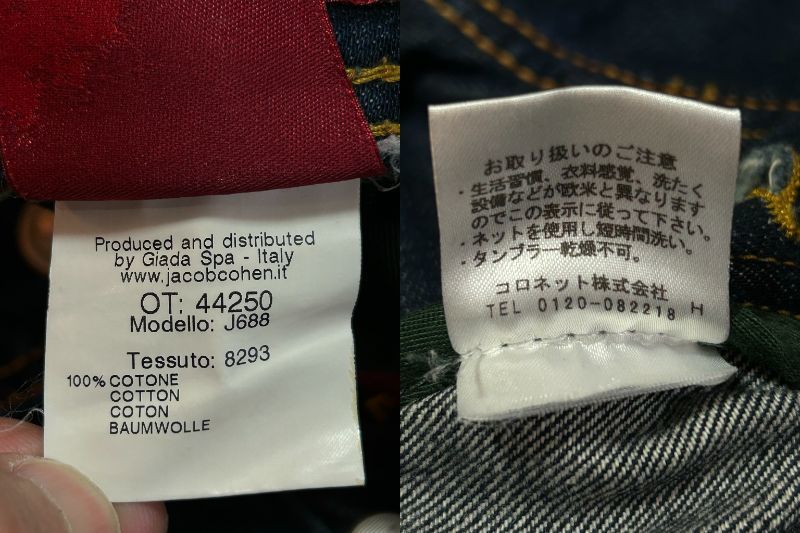 Produced and distributed
by Giada Spa - Italy
www.jacobcohen.it
OT: 44250
Modello: J688
Tessuto: 8293
100% COTONE
COTTON
COTON
BAUMWOLLE
お取り扱いのご注意
・生活習慣、衣料感覚、洗たく
設備などが欧米と異なります
のでこの表示に従って下さい。
・ネットを使用し短時間洗い。
・タンブラー乾燥不可。
コロネット株式会社
TEL 0120-082218 H